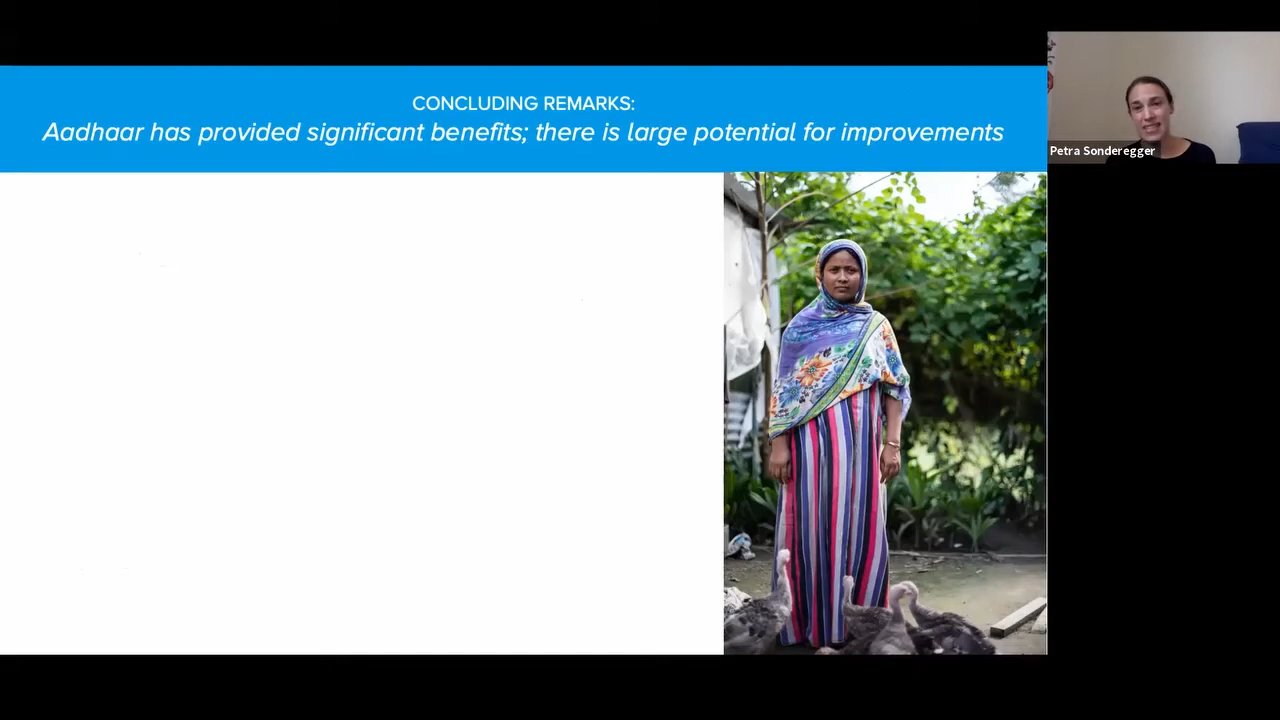 CONCLUDING REMARKS:
Aadhaar has provided significant benefits; there is large potential for improvements
Petra Sonderegger